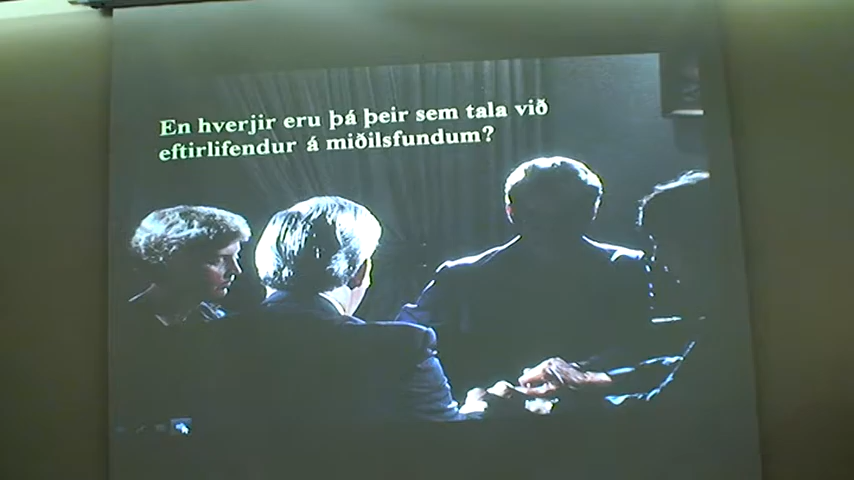 En hverjir eru þá þeir sem tala við
eftirlifendur á miðilsfundum?